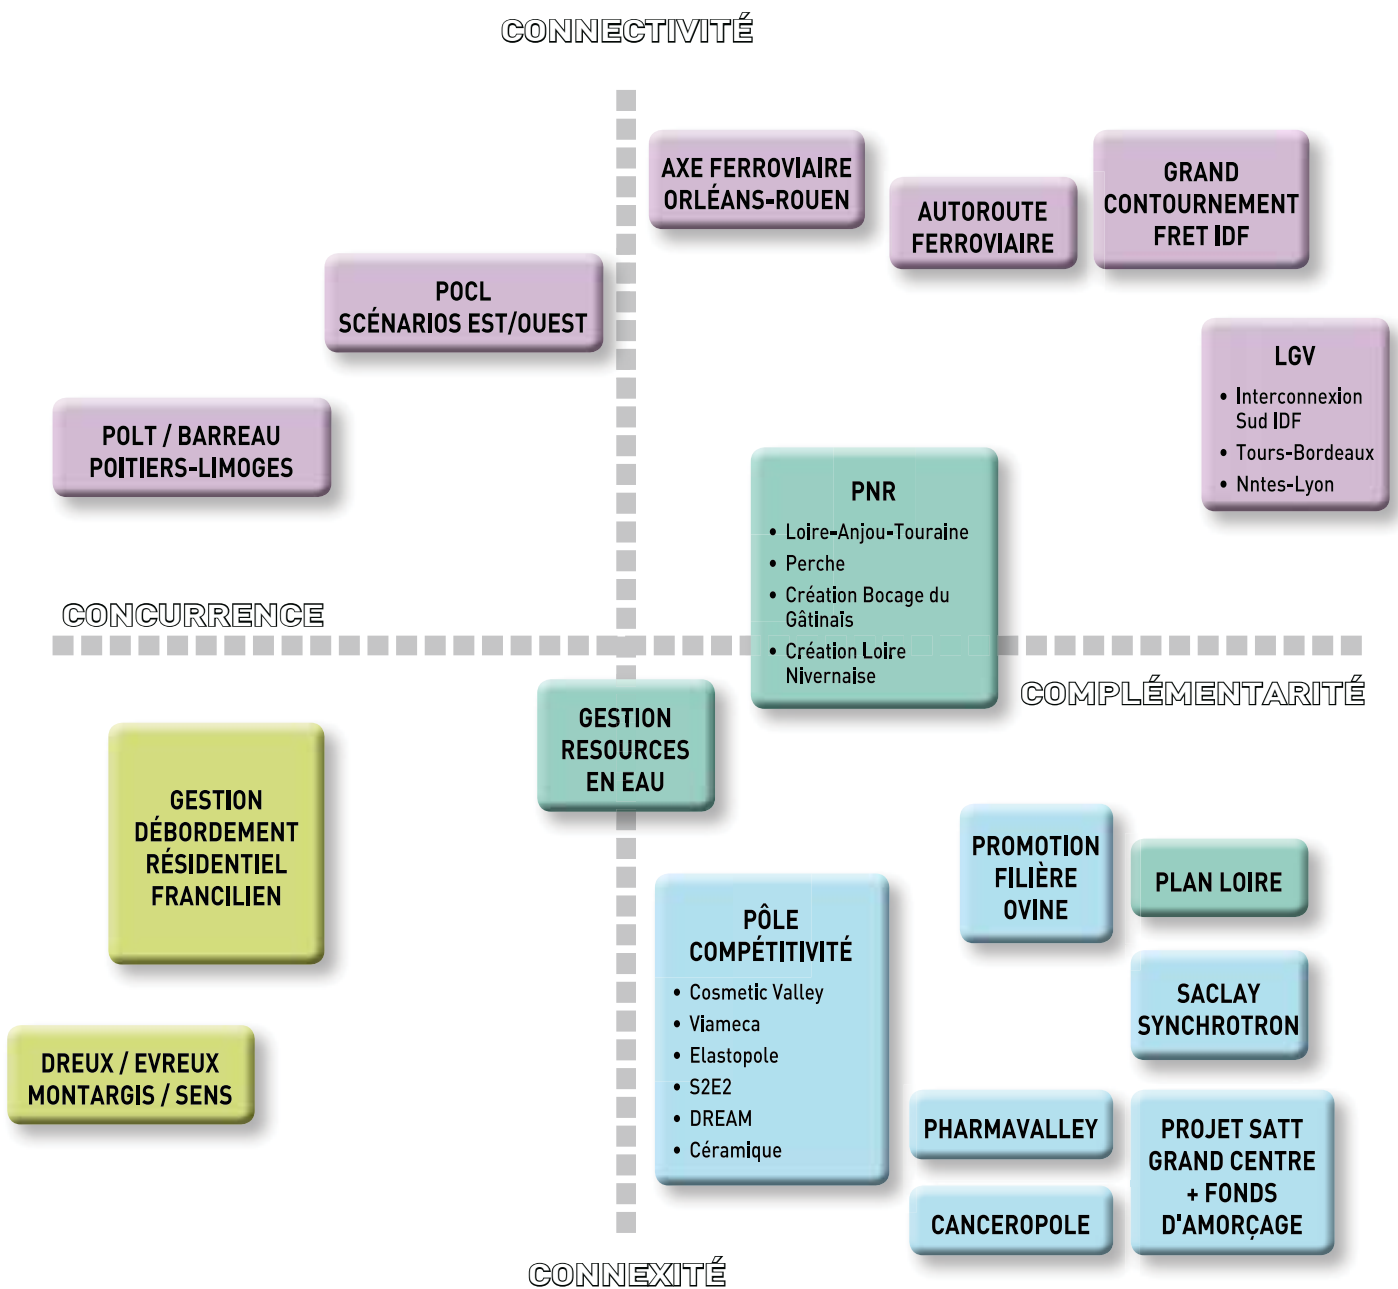 CONNECTIVITÉ
AXE FERROVIAIRE
ORLÉANS-ROUEN
AUTOROUTE
FERROVIAIRE
GRAND
CONTOURNEMENT
FRET IDF
POCL
SCÉNARIOS EST/OUEST
LGV
• Interconnexion
Sud IDF
• Tours-Bordeaux
• Nntes-Lyon
POLT / BARREAU
POITIERS-LIMOGES
PNR
• Loire-Anjou-Touraine
• Perche
• Création Bocage du
Gâtinais
• Création Loire
Nivernaise
CONCURRENCE
COMPLÉMENTARITÉ
GESTION
RESOURCES
EN EAU
GESTION
DÉBORDEMENT
RÉSIDENTIEL
FRANCILIEN
PROMOTION
FILIÈRE
OVINE
PLAN LOIRE
PÔLE
COMPÉTITIVITÉ
• Cosmetic Valley
• Viameca
• Elastopole
• S2E2
• DREAM
• Céramique
SACLAY
SYNCHROTRON
DREUX / EVREUX
MONTARGIS / SENS
PHARMAVALLEY
CANCEROPOLE
PROJET SATT
GRAND CENTRE
+ FONDS
D'AMORÇAGE
CONNEXITÉ